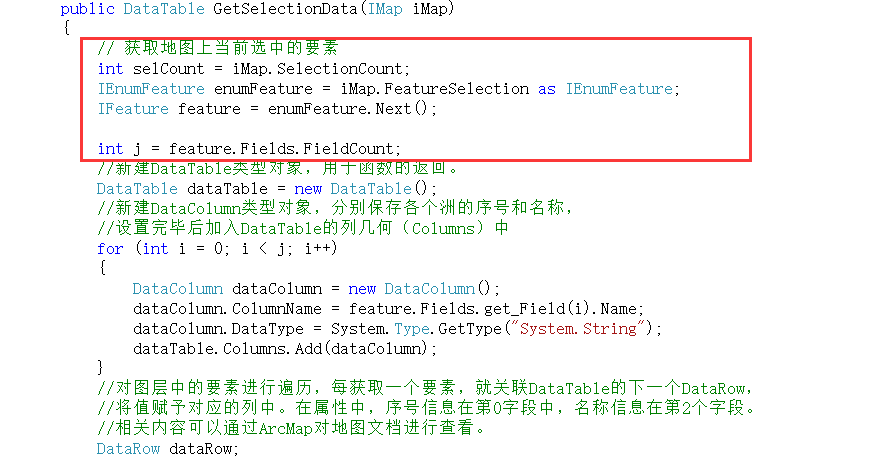 public DataTable GetSelectionData(IMap iMap)
{
// 获取地图上当前选中的要素
int selCount = iMap.SelectionCount;
IEnumFeature enumFeature = iMap.FeatureSelection as IEnumFeature;
IFeature feature = enumFeature.Next();
int j = feature.Fields.FieldCount;
//新建DataTable类型对象，用于函数的返回。
DataTable dataTable = new DataTable();
//新建DataColumn类型对象，分别保存各个洲的序号和名称，
//设置完毕后加入DataTable的列几何（Columns）中
for (int i = 0; i < j; i++)
{
DataColumn dataColumn = new DataColumn();
dataColumn.ColumnName = feature.Fields.get_Field(i).Name;
dataColumn.DataType = System.Type.GetType("System.String");
dataTable.Columns.Add(dataColumn);
}
//对图层中的要素进行遍历，每获取一个要素，就关联DataTable的下一个DataRow，
//将值赋予对应的列中。在属性中，序号信息在第0字段中，名称信息在第2个字段。
//相关内容可以通过ArcMap对地图文档进行查看。
DataRow dataRow;